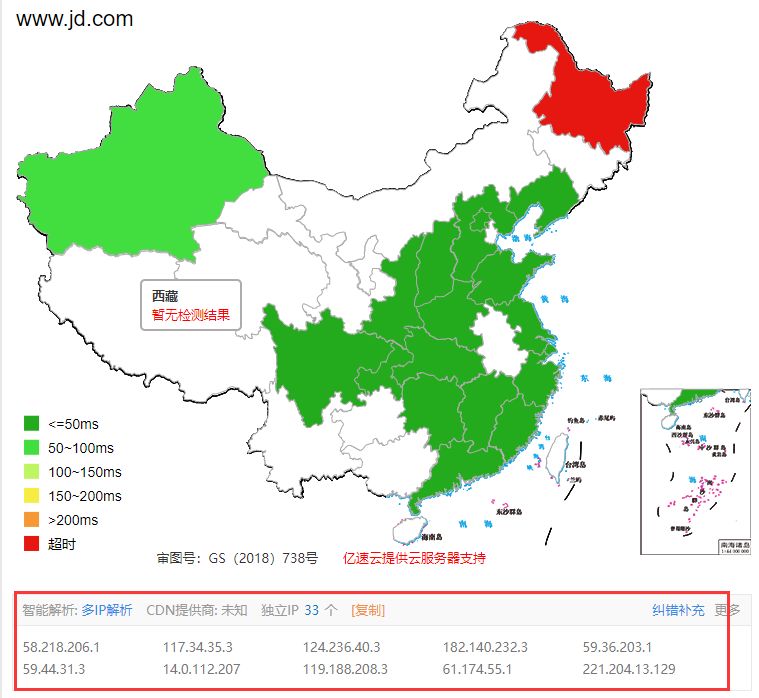 www.jd.com
渤 海
黄 海
西藏
暂无检测结果
东 海
<=50ms
50~100ms
100~150ms
150~200ms
>200ms
超时
钓鱼岛
赤尾屿
台湾岛
兰屿
东沙群岛
南 海
海南岛
台湾岛
东沙群岛
海南岛
西沙群岛
南海诸岛
1:64 000 000
审图号：GS（2018）738号
亿速云提供云服务器支持
智能解析: 多IP解析 CDN提供商: 未知 独立IP 33 个 [复制] 纠错补充 更多
58.218.206.1 117.34.35.3 124.236.40.3 182.140.232.3 59.36.203.1
59.44.31.3 14.0.112.207 119.188.208.3 61.174.55.1 221.204.13.129